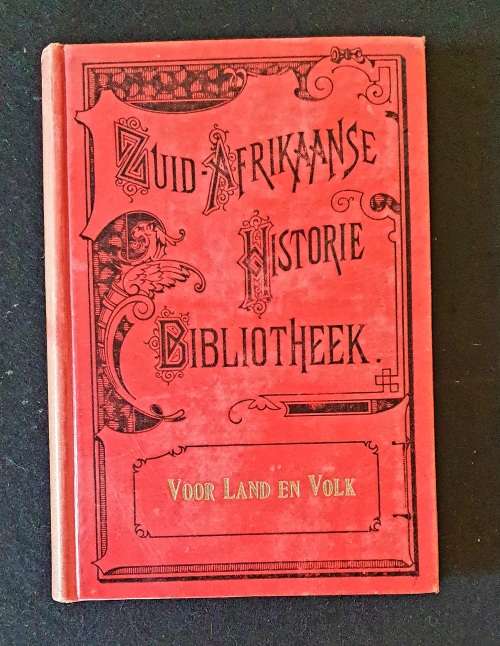 Zuid-Afrikaanse
Historie
Bibliotheek.
Voor Land en Volk